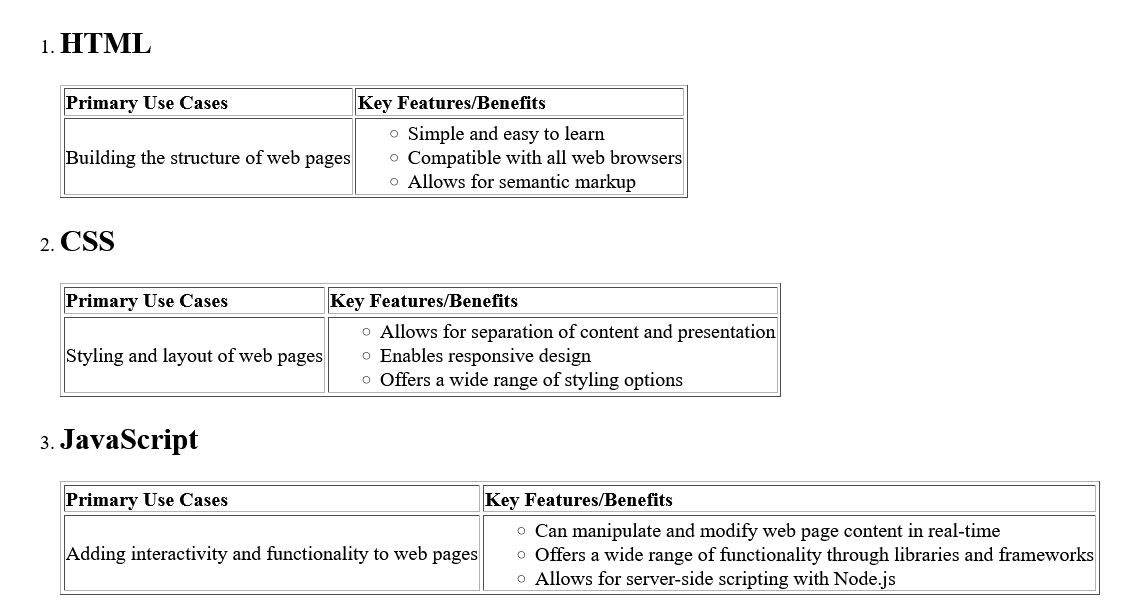 1. HTML
Primary Use Cases Key Features/Benefits
Building the structure of web pages
○ Simple and easy to learn
○ Compatible with all web browsers
○ Allows for semantic markup
2. CSS
Primary Use Cases Key Features/Benefits
Styling and layout of web pages
○ Allows for separation of content and presentation
○ Enables responsive design
○ Offers a wide range of styling options
3. JavaScript
Primary Use Cases Key Features/Benefits
Adding interactivity and functionality to web pages
○ Can manipulate and modify web page content in real-time
○ Offers a wide range of functionality through libraries and frameworks
○ Allows for server-side scripting with Node.js